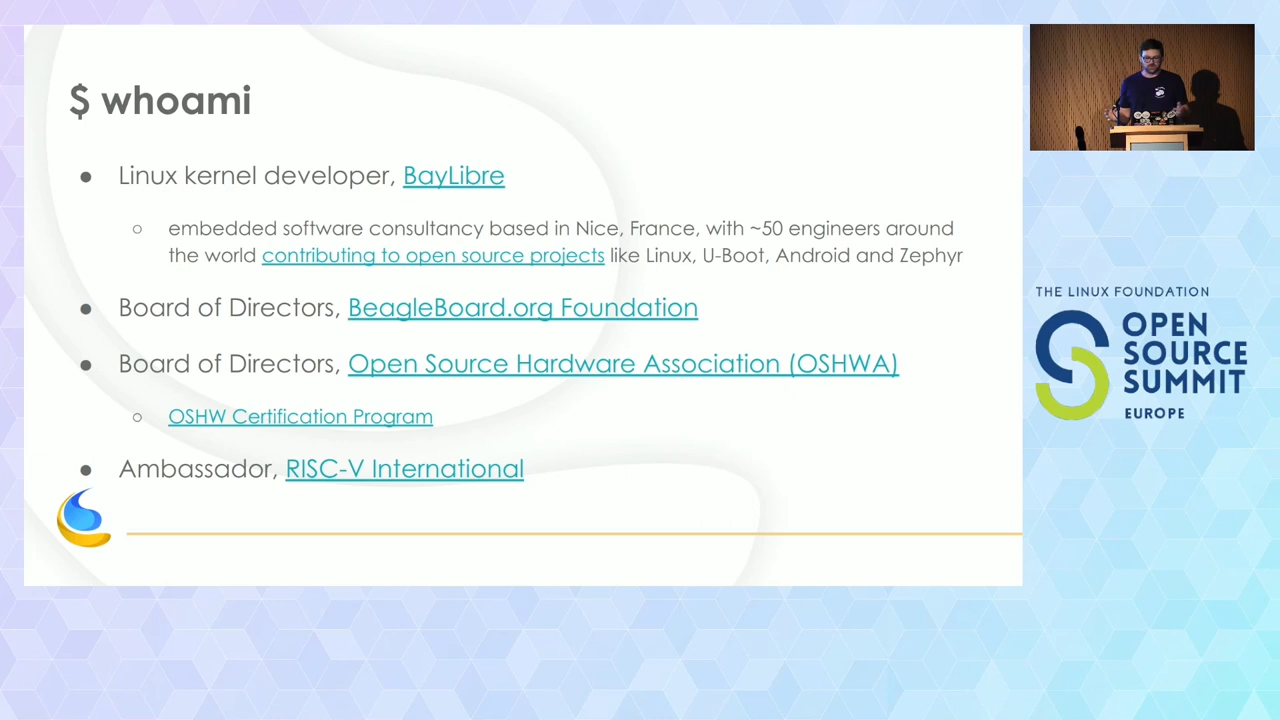 $ whoami
● Linux kernel developer, BayLibre
○ embedded software consultancy based in Nice, France, with ~50 engineers around
the world contributing to open source projects like Linux, U-Boot, Android and Zephyr
● Board of Directors, BeagleBoard.org Foundation
● Board of Directors, Open Source Hardware Association (OSHWA)
○ OSHW Certification Program
● Ambassador, RISC-V International
THE LINUX FOUNDATION
OPEN
SOURCE
SUMMIT
EUROPE